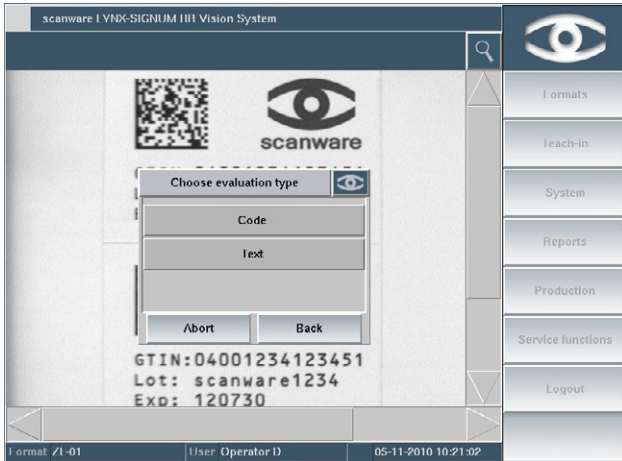 scanware LYNX-SIGNUM HR Vision System
scanware
Choose evaluation type
Code
Text
Abort
Back
GTIN:04001234123451
Lot: scanware1234
Exp: 120730
Formats
Teach-in
System
Reports
Production
Service functions
Logout
Format ZL-01
User Operator D
05-11-2010 10:21:02